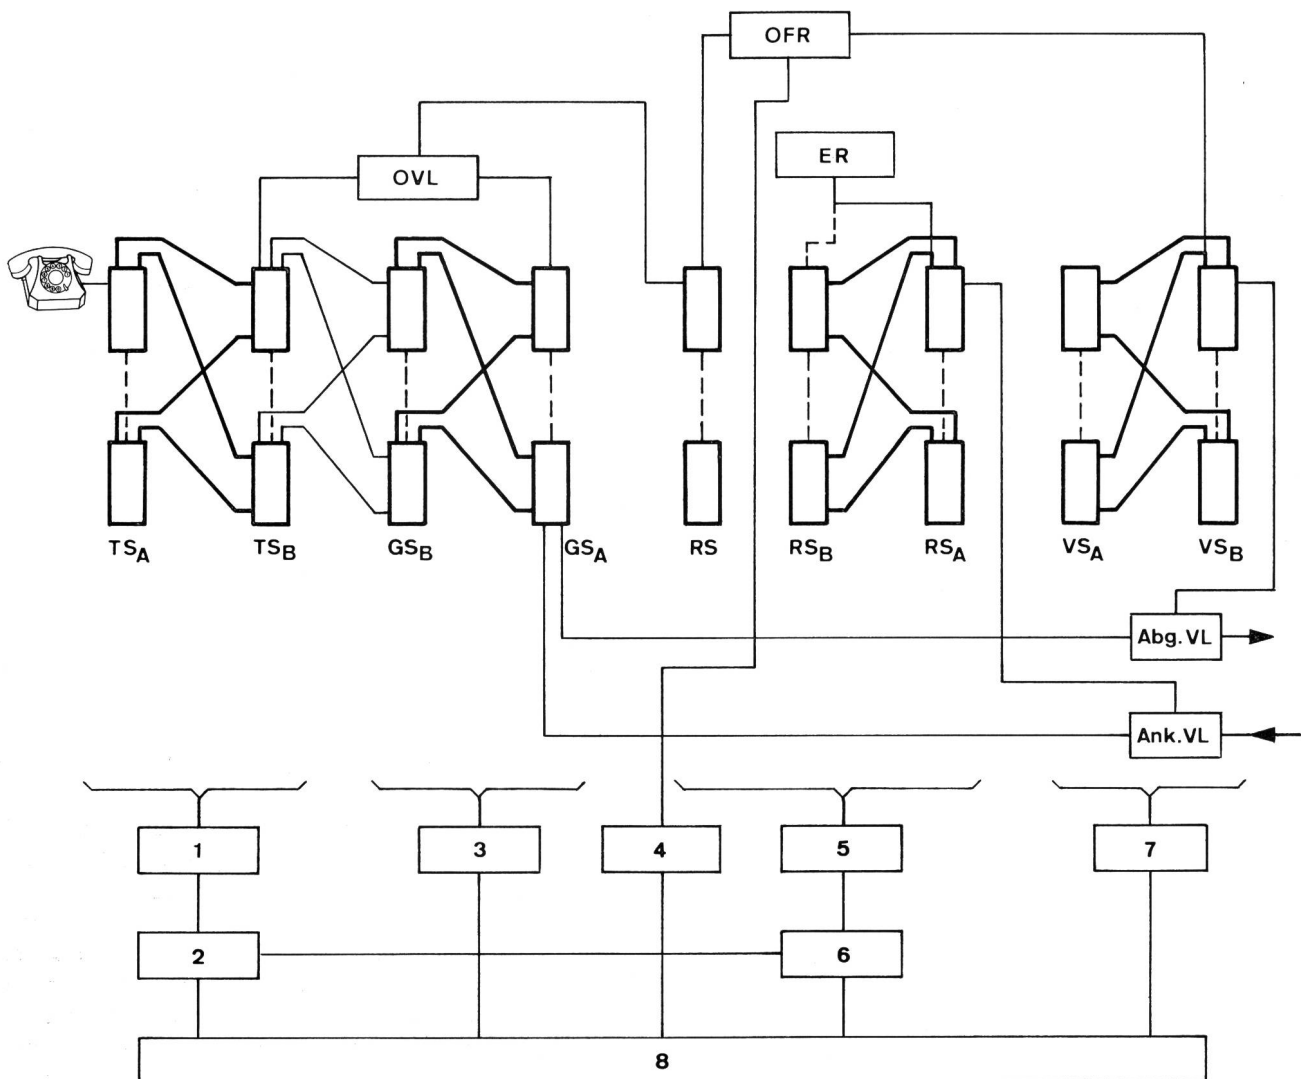 OFR
ER
OVL
TSA TSB GSB GSA RS RSB RSA VSA VSB
Abg. VL
Ank. VL
1 3 4 5 7
2 6
8